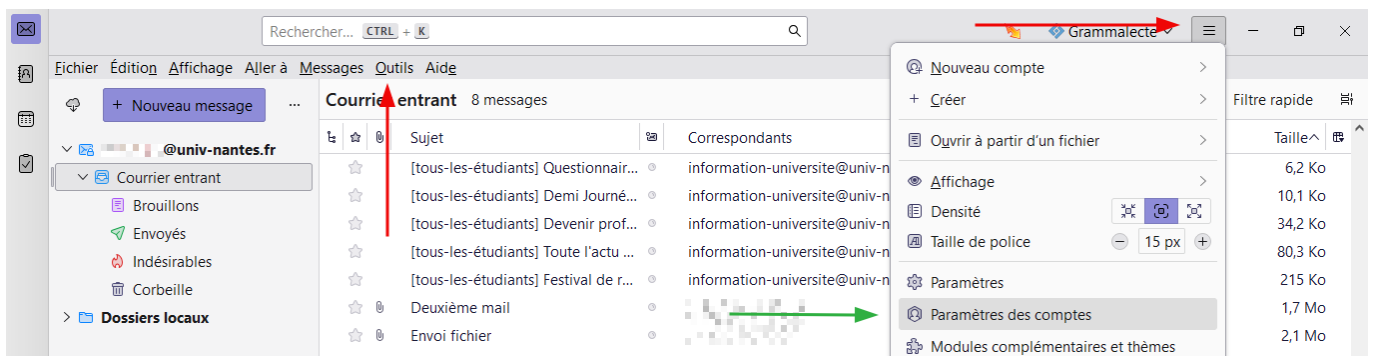 Rechercher... CTRL + K
Grammalecte
Fichier Édition Affichage Aller à Messages Outils Aide
+ Nouveau message ...
Courrier entrant 8 messages
Filtre rapide
Sujet Correspondants Taille
@univ-nantes.fr
Courrier entrant
Brouillons
Envoyés
Indésirables
Corbeille
Dossiers locaux
[tous-les-étudiants] Questionnair... information-universite@univ-n 6,2 Ko
[tous-les-étudiants] Demi Journé... information-universite@univ-n 10,1 Ko
[tous-les-étudiants] Devenir prof... information-universite@univ-n 34,2 Ko
[tous-les-étudiants] Toute l'actu ... information-universite@univ-n 80,3 Ko
[tous-les-étudiants] Festival de r... information-universite@univ-n 215 Ko
Deuxième mail 1,7 Mo
Envoi fichier 2,1 Mo
Nouveau compte
+ Créer
Ouvrir à partir d'un fichier
Affichage
Densité
Taille de police 15 px
Paramètres
Paramètres des comptes
Modules complémentaires et thèmes